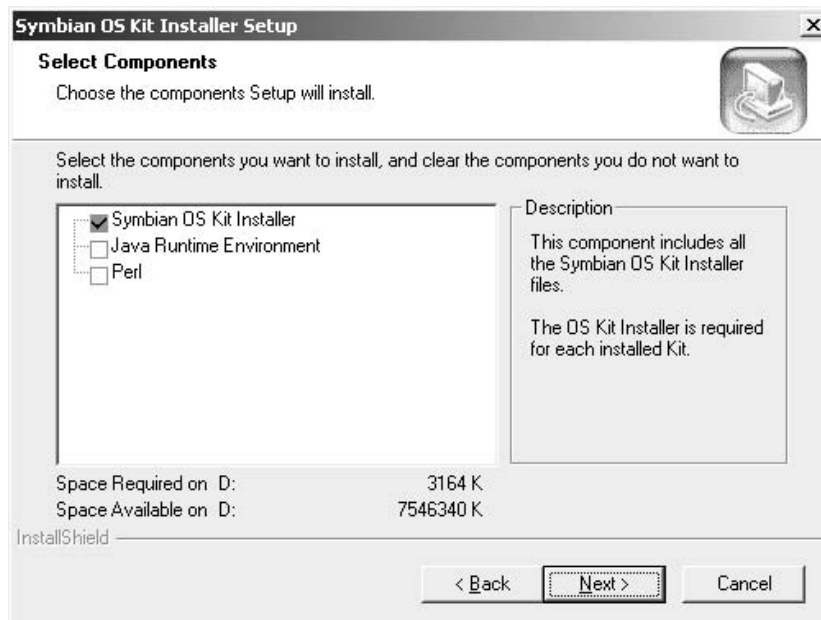 Symbian OS Kit Installer Setup
Select Components
Choose the components Setup will install.
Select the components you want to install, and clear the components you do not want to
install.
Symbian OS Kit Installer
Java Runtime Environment
Perl
Description
This component includes all
the Symbian OS Kit Installer
files.
The OS Kit Installer is required
for each installed Kit.
Space Required on D: 3164 K
Space Available on D: 7546340 K
InstallShield
< Back Next > Cancel